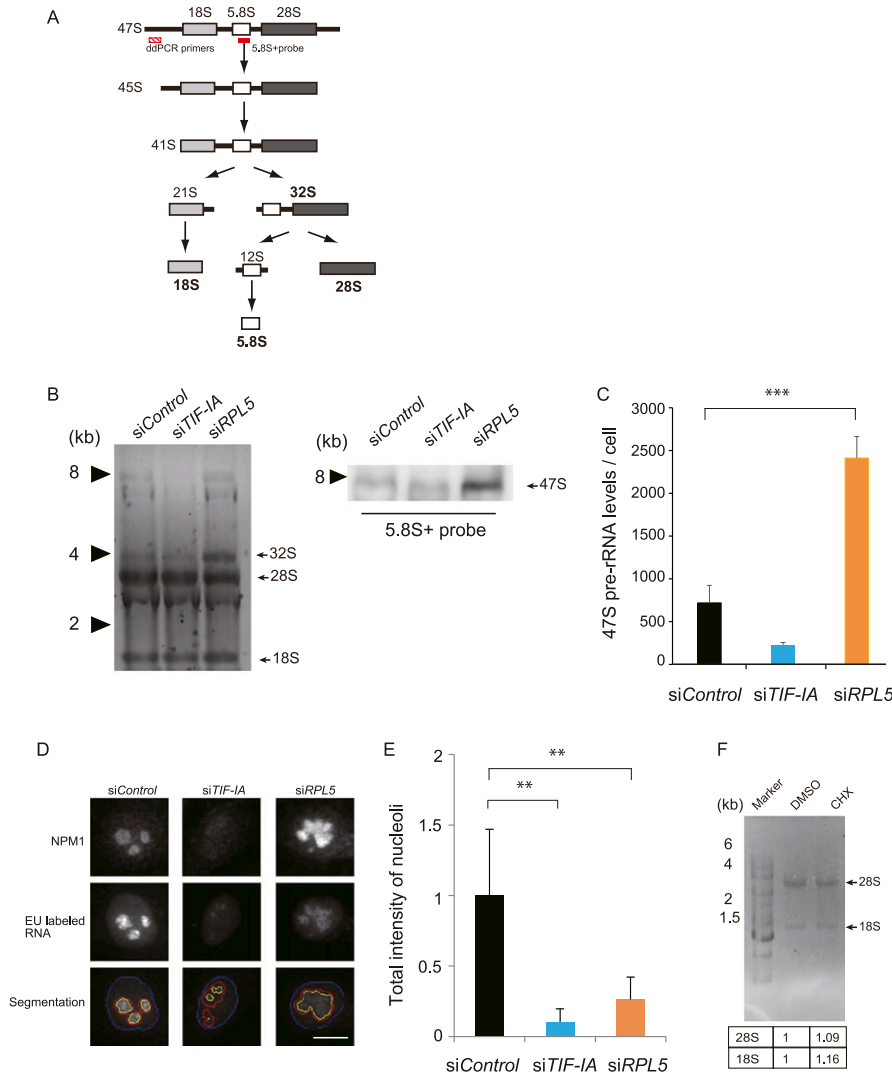 A
18S 5.8S 28S
47S
ddPCR primers 5.8S+probe
45S
41S
21S 32S
12S
18S 28S
5.8S
B
siControl siTIF-IA siRPL5
(kb)
8
4
2
32S
28S
18S
siControl siTIF-IA siRPL5
(kb)
8
47S
5.8S+ probe
C
***
47S pre-rRNA levels / cell
3000
2500
2000
1500
1000
500
0
siControl siTIF-IA siRPL5
D
siControl siTIF-IA siRPL5
NPM1
EU labeled
RNA
Segmentation
E
Total intensity of nucleoli
2
1.5
1
0.5
0
**
**
siControl siTIF-IA siRPL5
F
(kb) Marker DMSO CHX
6
4
2
1.5
28S
18S
28S 1 1.09
18S 1 1.16